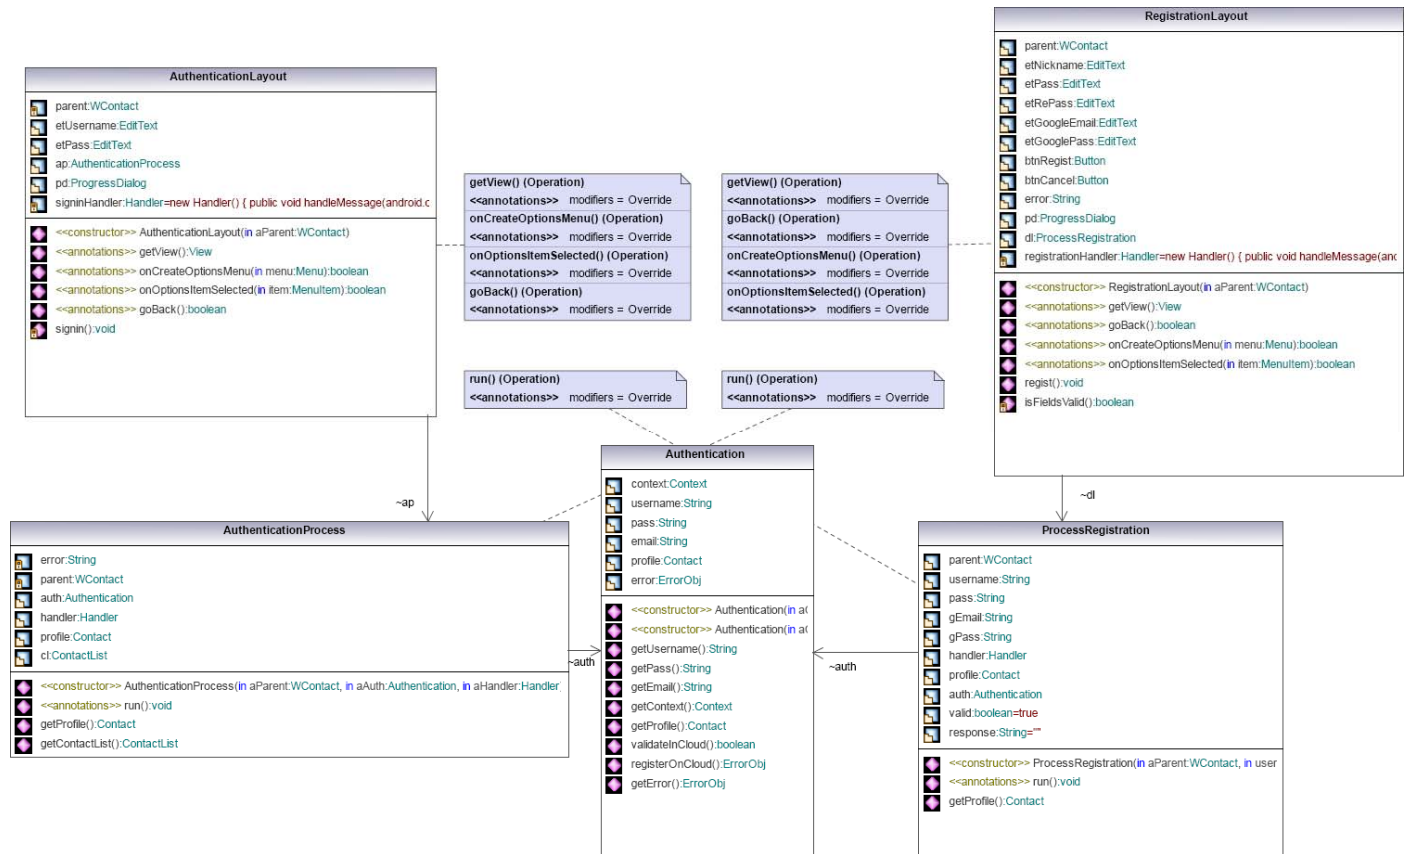 RegistrationLayout
parent:WContact
etNickname:EditText
etPass:EditText
etRePass:EditText
etGoogleEmail:EditText
etGooglePass:EditText
btnRegist:Button
btnCancel:Button
error:String
pd:ProgressDialog
dl:ProcessRegistration
registrationHandler:Handler=new Handler() { public void handleMessage(anc
<<constructor>> RegistrationLayout(in aParent:WContact)
<<annotations>> getView():View
<<annotations>> goBack():boolean
<<annotations>> onCreateOptionsMenu(in menu:Menu):boolean
<<annotations>> onOptionsItemSelected(in item:MenuItem):boolean
regist():void
isFieldsValid():boolean
AuthenticationLayout
parent:WContact
etUsername:EditText
etPass:EditText
ap:AuthenticationProcess
pd:ProgressDialog
signinHandler:Handler=new Handler() { public void handleMessage(android.c
<<constructor>> AuthenticationLayout(in aParent:WContact)
<<annotations>> getView():View
<<annotations>> onCreateOptionsMenu(in menu:Menu):boolean
<<annotations>> onOptionsItemSelected(in item:MenuItem):boolean
<<annotations>> goBack():boolean
signin():void
getView() (Operation)
<<annotations>> modifiers = Override
onCreateOptionsMenu() (Operation)
<<annotations>> modifiers = Override
onOptionsItemSelected() (Operation)
<<annotations>> modifiers = Override
goBack() (Operation)
<<annotations>> modifiers = Override
getView() (Operation)
<<annotations>> modifiers = Override
goBack() (Operation)
<<annotations>> modifiers = Override
onCreateOptionsMenu() (Operation)
<<annotations>> modifiers = Override
onOptionsItemSelected() (Operation)
<<annotations>> modifiers = Override
run() (Operation)
<<annotations>> modifiers = Override
run() (Operation)
<<annotations>> modifiers = Override
~ap
~dl
AuthenticationProcess
error:String
parent:WContact
auth:Authentication
handler:Handler
profile:Contact
cl:ContactList
<<constructor>> AuthenticationProcess(in aParent:WContact, in aAuth:Authentication, in aHandler:Handler)
<<annotations>> run():void
getProfile():Contact
getContactList():ContactList
~auth
Authentication
context:Context
username:String
pass:String
email:String
profile:Contact
error:ErrorObj
<<constructor>> Authentication(in aC
<<constructor>> Authentication(in aC
getUsername():String
getPass():String
getEmail():String
getContext():Context
getProfile():Contact
validateInCloud():boolean
registerOnCloud():ErrorObj
getError():ErrorObj
~auth
ProcessRegistration
parent:WContact
username:String
pass:String
gEmail:String
gPass:String
handler:Handler
profile:Contact
auth:Authentication
valid:boolean=true
response:String=""
<<constructor>> ProcessRegistration(in aParent:WContact, in user
<<annotations>> run():void
getProfile():Contact